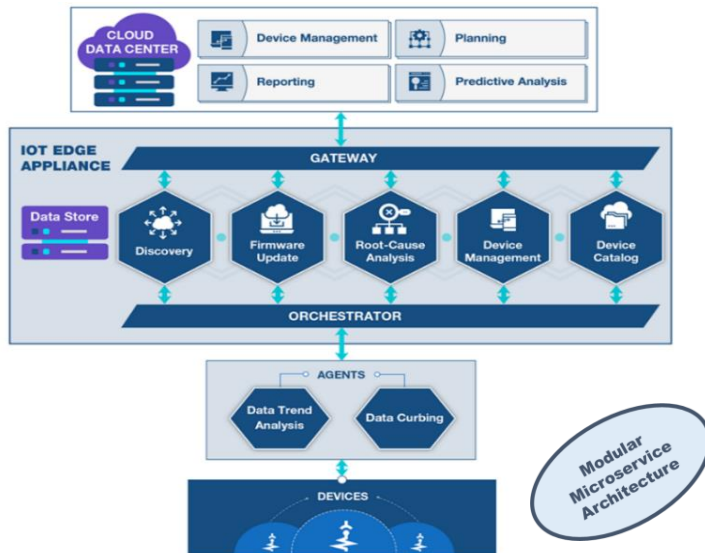 CLOUD
DATA CENTER
Device Management
Planning
Reporting
Predictive Analysis
IOT EDGE
APPLIANCE
GATEWAY
Data Store
Discovery
Firmware
Update
Root-Cause
Analysis
Device
Management
Device
Catalog
ORCHESTRATOR
AGENTS
Data Trend
Analysis
Data Curbing
Modular
Microservice
Architecture
DEVICES